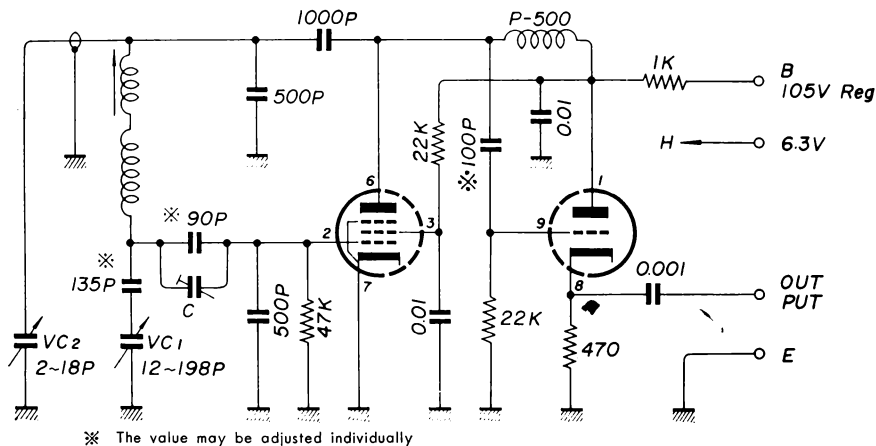 1000P
P-500
1K
B
105V Reg
500P
22K
※100P
0.01
H
6.3V
6
1
※ 90P
2
3
9
※
135P
7
8
0.001
OUT
PUT
C
500P
47K
0.01
22K
470
VC2
2~18P
VC1
12~198P
E
※ The value may be adjusted individually